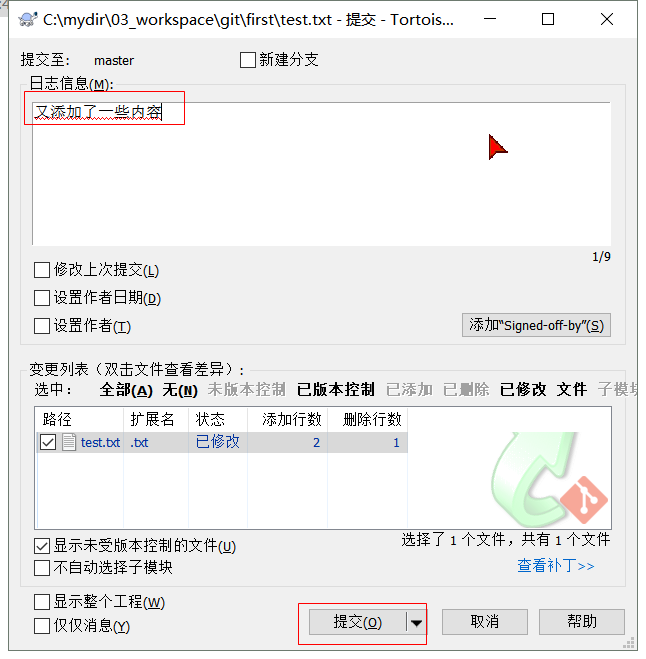 C:\mydir\03_workspace\git\first\test.txt - 提交 - Tortois...
提交至: master 新建分支
日志信息(M):
又添加了一些内容
1/9
修改上次提交(L)
设置作者日期(D)
设置作者(T) 添加“Signed-off-by”(S)
变更列表（双击文件查看差异）:
选中： 全部(A) 无(N) 未版本控制 已版本控制 已添加 已删除 已修改 文件 子模块
路径 扩展名 状态 添加行数 删除行数
test.txt .txt 已修改 2 1
显示未受版本控制的文件(U) 选择了 1 个文件，共有 1 个文件
不自动选择子模块 查看补丁>>
显示整个工程(W)
仅仅消息(Y) 提交(O) 取消 帮助